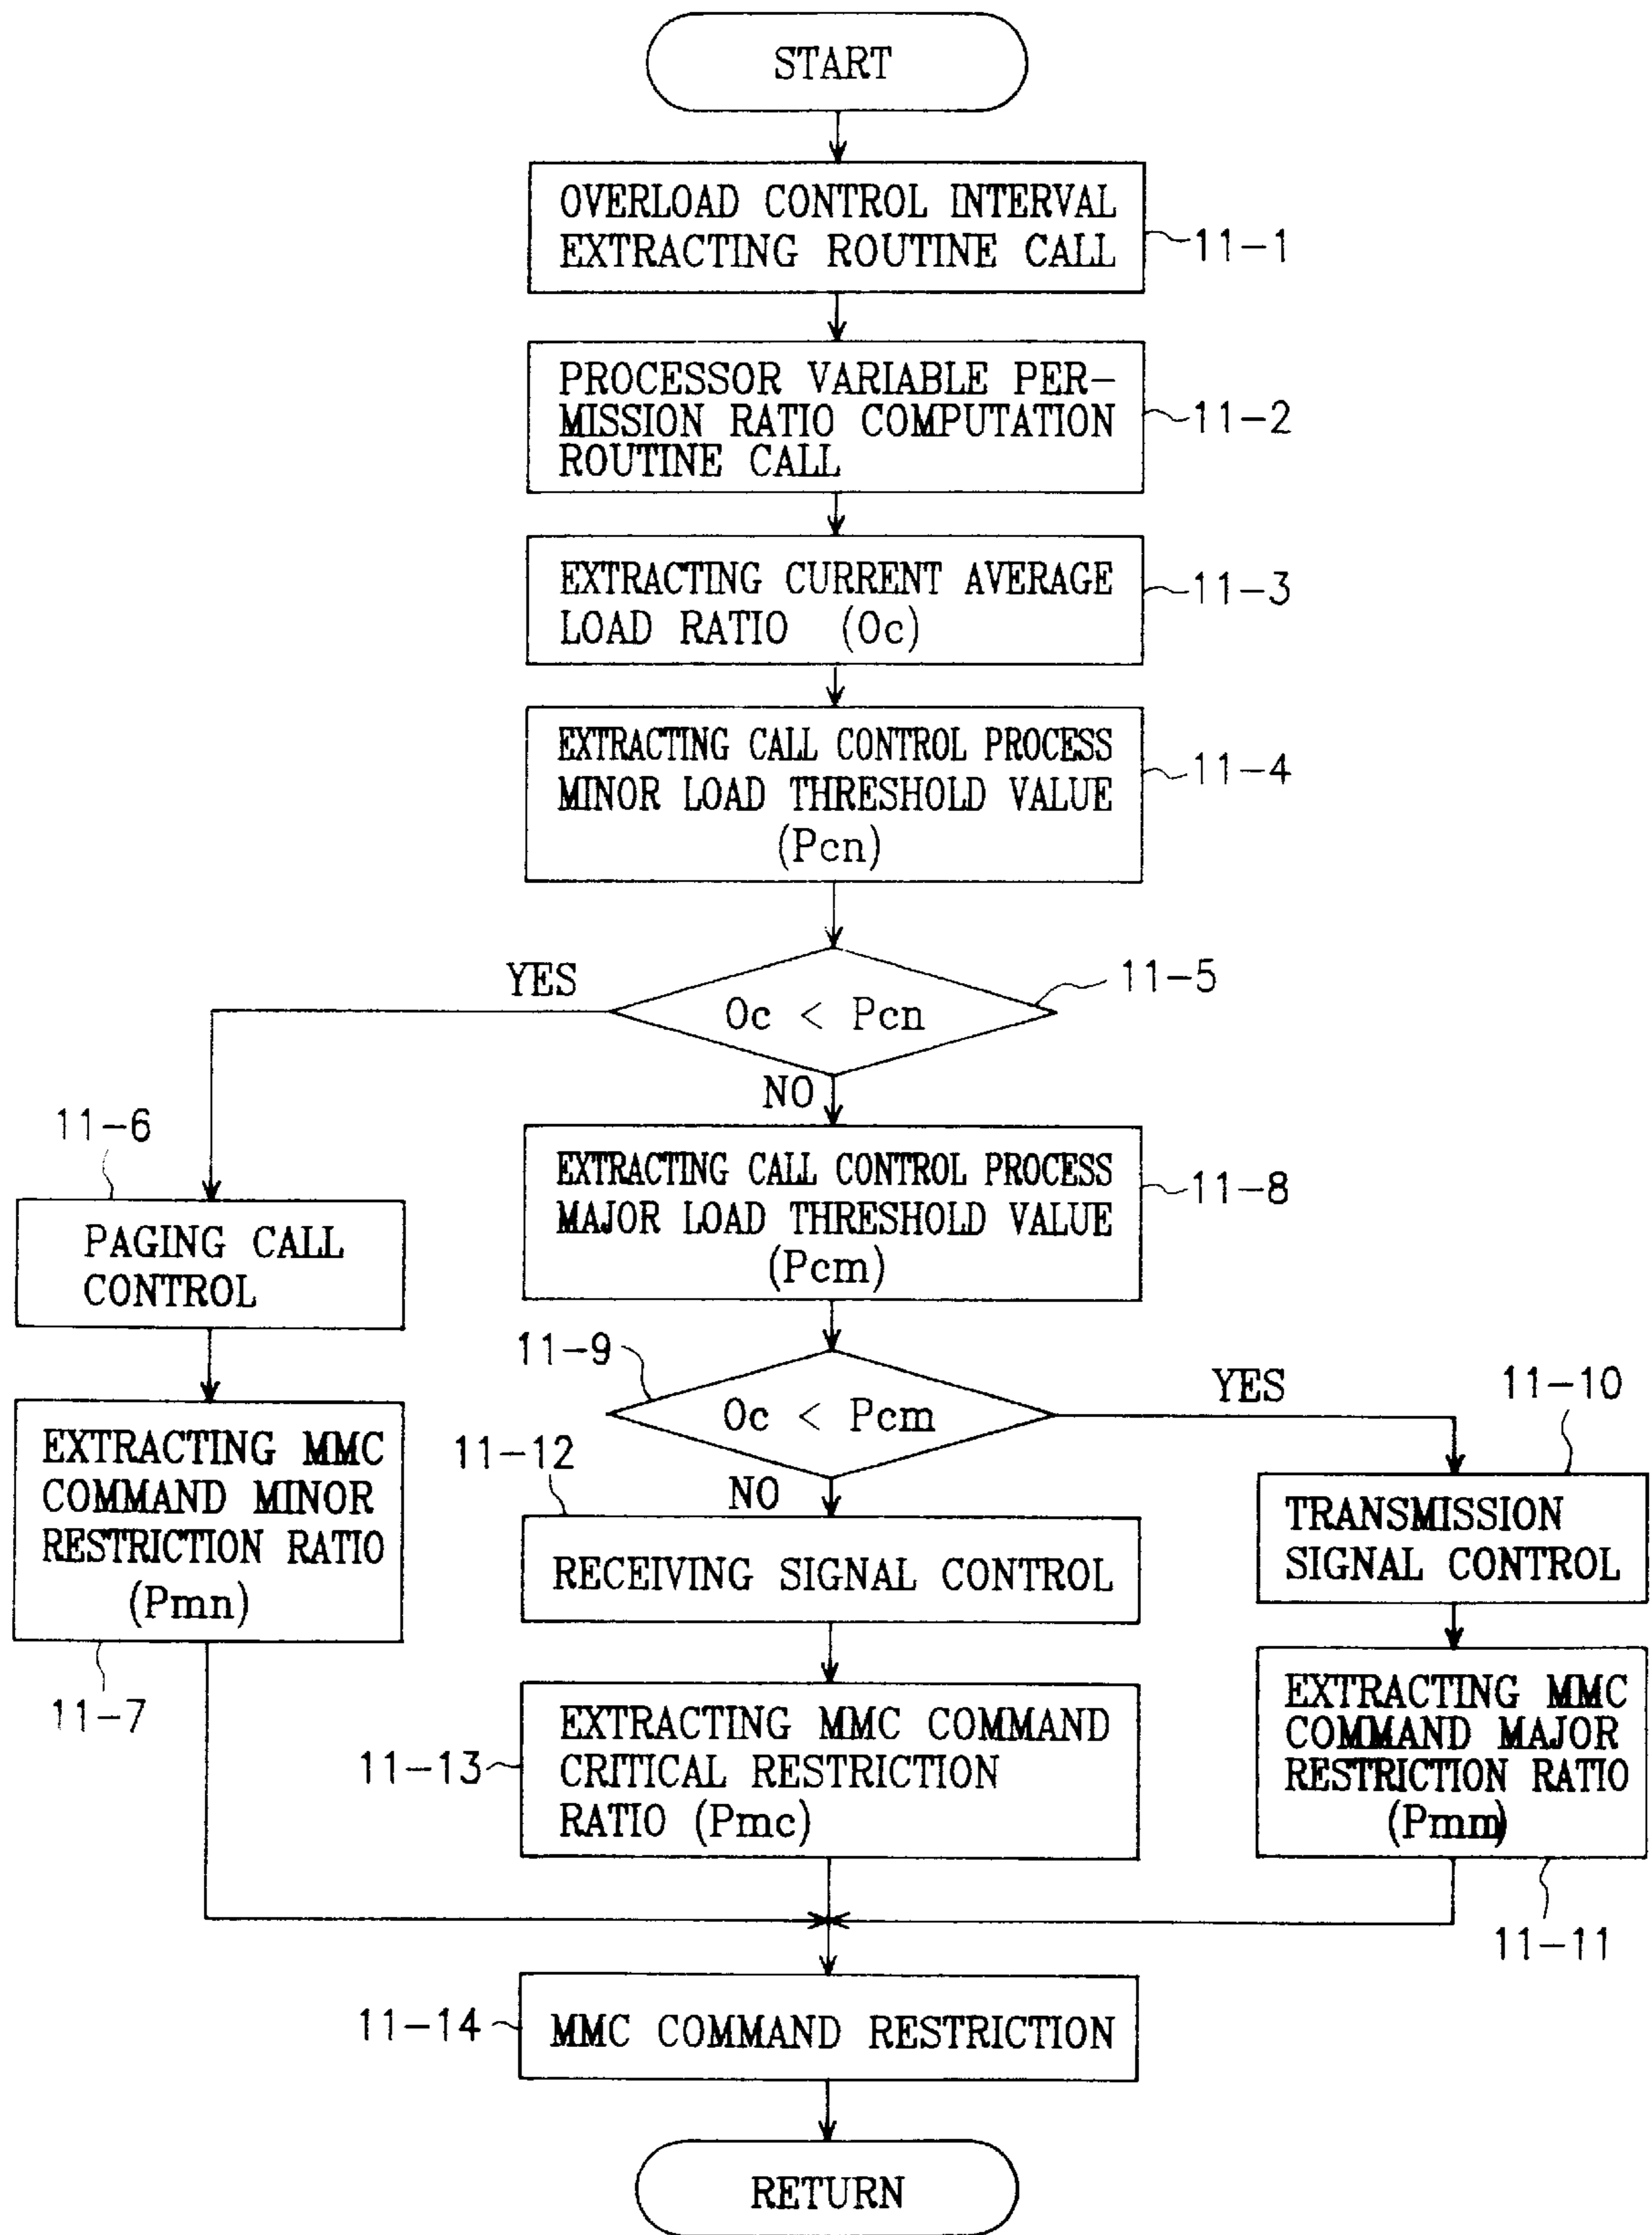 START
OVERLOAD CONTROL INTERVAL
EXTRACTING ROUTINE CALL
11-1
PROCESSOR VARIABLE PER-
MISSION RATIO COMPUTATION
ROUTINE CALL
11-2
EXTRACTING CURRENT AVERAGE
LOAD RATIO (Oc)
11-3
EXTRACTING CALL CONTROL PROCESS
MINOR LOAD THRESHOLD VALUE
(Pcn)
11-4
YES
Oc < Pcn
11-5
NO
11-6
PAGING CALL
CONTROL
EXTRACTING CALL CONTROL PROCESS
MAJOR LOAD THRESHOLD VALUE
(Pcm)
11-8
11-9
Oc < Pcm
YES
NO
11-10
TRANSMISSION
SIGNAL CONTROL
EXTRACTING MMC
COMMAND MINOR
RESTRICTION RATIO
(Pmn)
11-7
11-12
RECEIVING SIGNAL CONTROL
11-13
EXTRACTING MMC COMMAND
CRITICAL RESTRICTION
RATIO (Pmc)
EXTRACTING MMC
COMMAND MAJOR
RESTRICTION RATIO
(Pmm)
11-11
11-14
MMC COMMAND RESTRICTION
RETURN